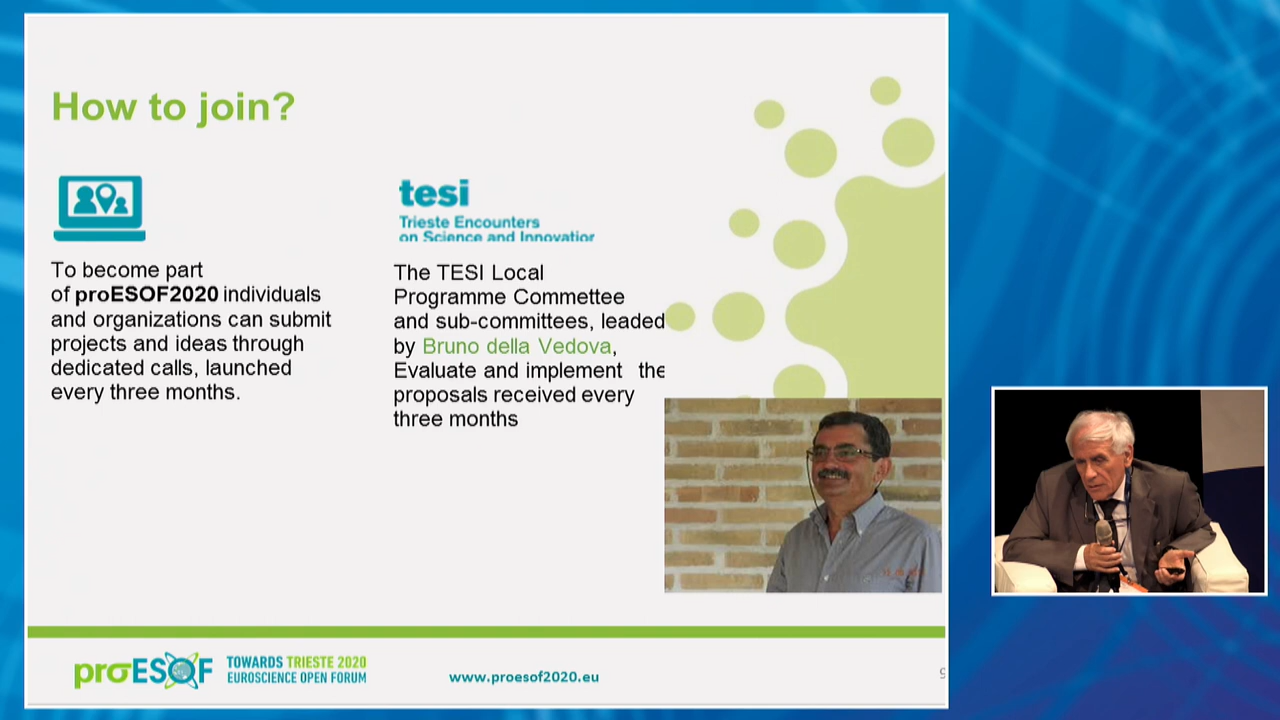 How to join?
tesi
Trieste Encounters
on Science and Innovation
To become part
of proESOF2020 individuals
and organizations can submit
projects and ideas through
dedicated calls, launched
every three months.
The TESI Local
Programme Commettee
and sub-committees, leaded
by Bruno della Vedova,
Evaluate and implement the
proposals received every
three months
proESOF
TOWARDS TRIESTE 2020
EUROSCIENCE OPEN FORUM
www.proesof2020.eu
9